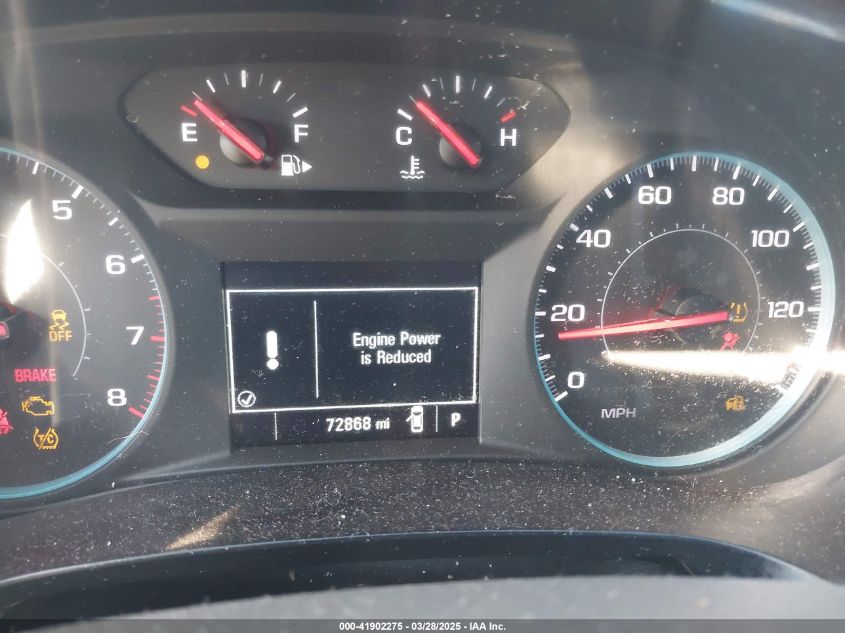 E F C H
5
6
7
8
OFF
BRAKE
T/C
Engine Power
is Reduced
72868 mi P
0
20
40
60
80
100
120
MPH
000-41902275 - 03/28/2025 - IAA Inc.